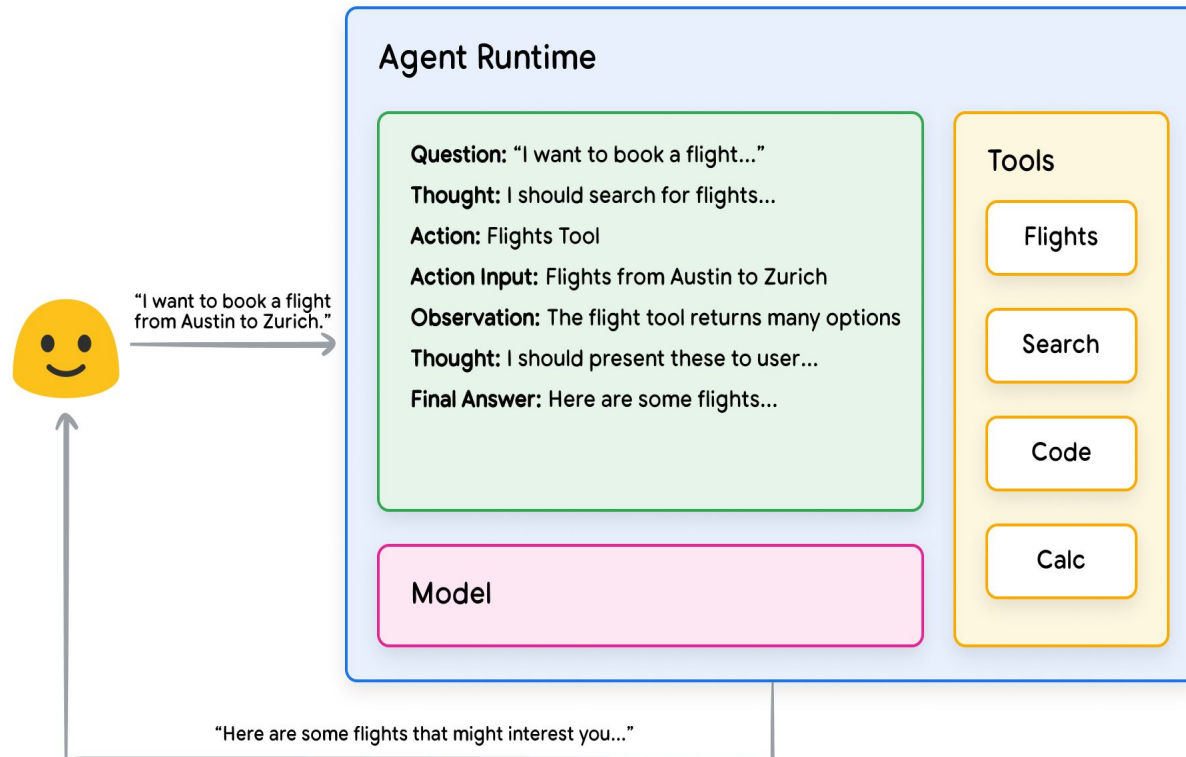 Agent Runtime
Question: “I want to book a flight...”
Thought: I should search for flights...
Action: Flights Tool
Action Input: Flights from Austin to Zurich
Observation: The flight tool returns many options
Thought: I should present these to user...
Final Answer: Here are some flights...
Tools
Flights
Search
Code
Calc
“I want to book a flight
from Austin to Zurich.”
Model
“Here are some flights that might interest you...”